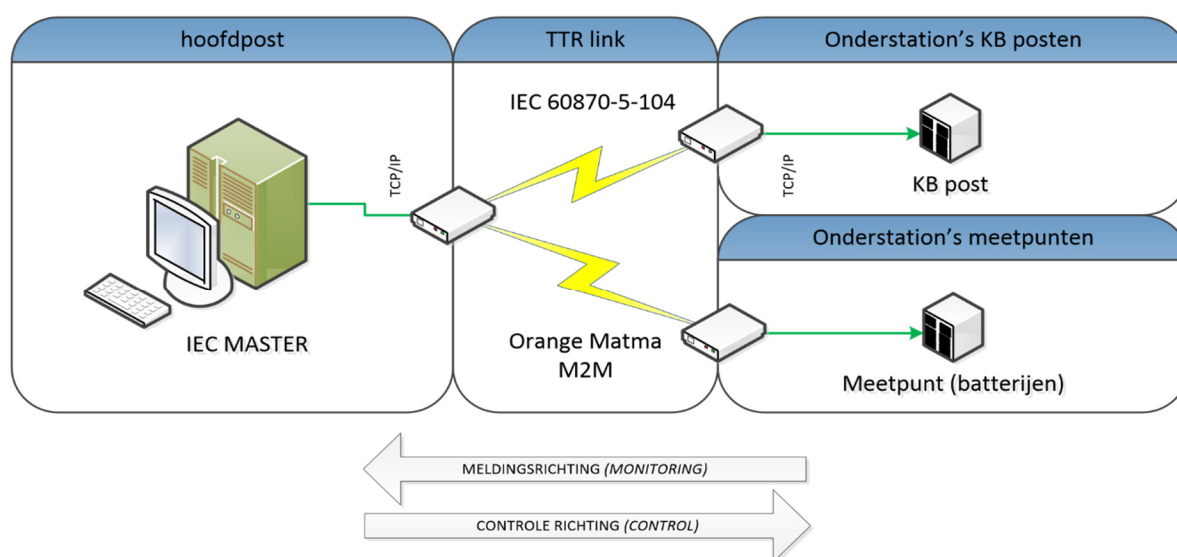 hoofdpost
TTR link
Onderstation's KB posten
IEC 60870-5-104
TCP/IP
TCP/IP
KB post
Onderstation's meetpunten
IEC MASTER
Orange Matma
M2M
Meetpunt (batterijen)
MELDINGSRICHTING (MONITORING)
CONTROLE RICHTING (CONTROL)